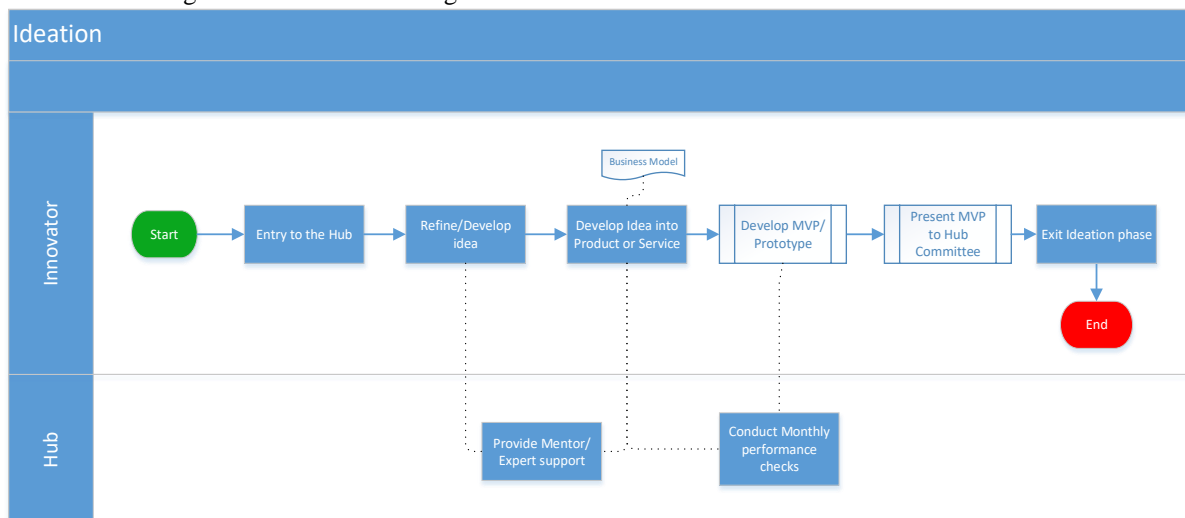 Ideation
Innovator
Business Model
Start
Entry to the Hub
Refine/Develop
idea
Develop Idea into
Product or Service
Develop MVP/
Prototype
Present MVP
to Hub
Committee
Exit Ideation phase
End
Hub
Provide Mentor/
Expert support
Conduct Monthly
performance
checks